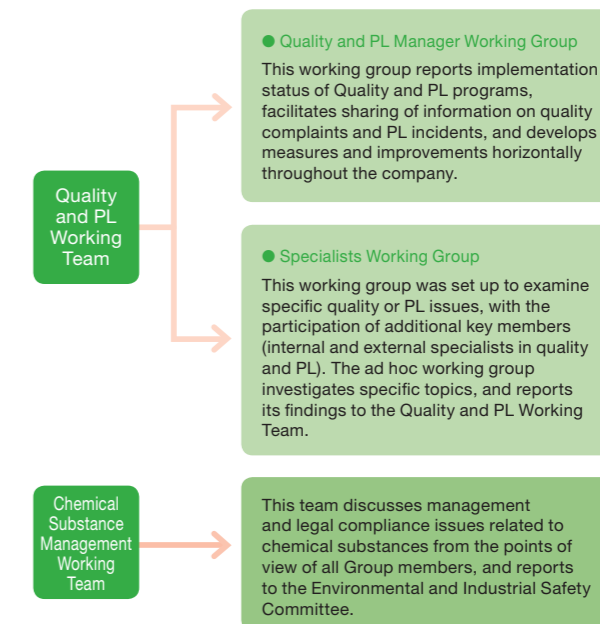 Quality
and PL
Working
Team
● Quality and PL Manager Working Group
This working group reports implementation
status of Quality and PL programs,
facilitates sharing of information on quality
complaints and PL incidents, and develops
measures and improvements horizontally
throughout the company.
● Specialists Working Group
This working group was set up to examine
specific quality or PL issues, with the
participation of additional key members
(internal and external specialists in quality
and PL). The ad hoc working group
investigates specific topics, and reports
its findings to the Quality and PL Working
Team.
Chemical
Substance
Management
Working
Team
This team discusses management
and legal compliance issues related to
chemical substances from the points of
view of all Group members, and reports
to the Environmental and Industrial Safety
Committee.